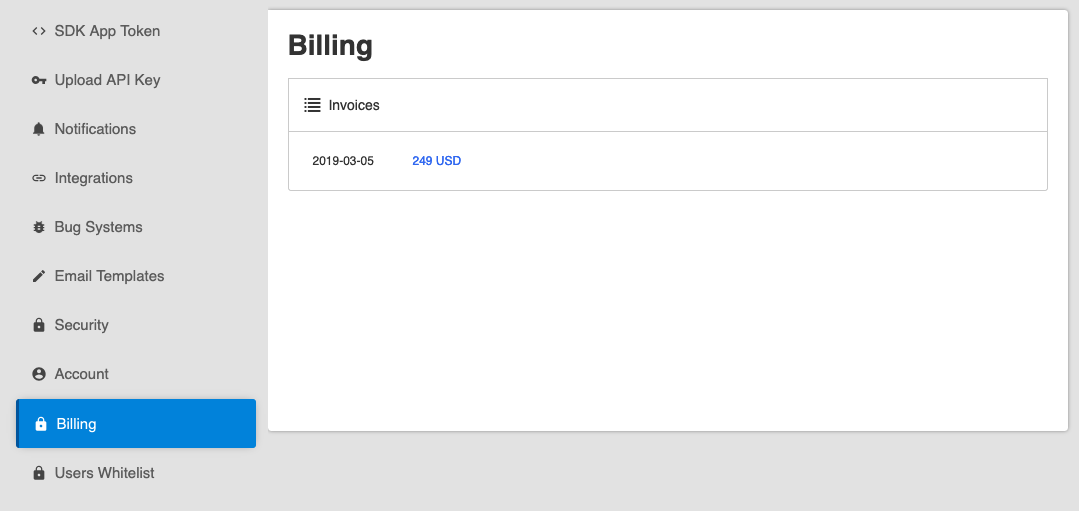 SDK App Token
Upload API Key
Notifications
Integrations
Bug Systems
Email Templates
Security
Account
Billing
Users Whitelist
Billing
Invoices
2019-03-05 249 USD